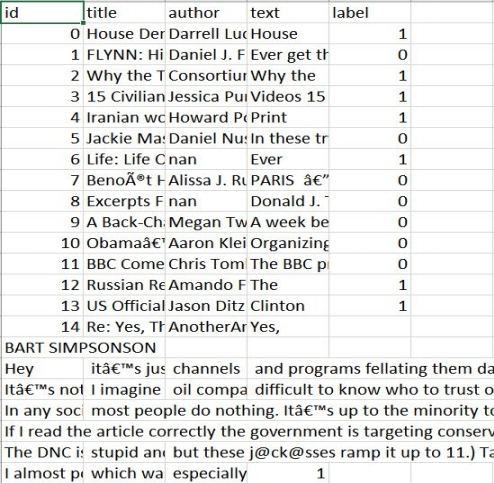 id title author text label
0 House Der Darrell Luc House 1
1 FLYNN: Hi Daniel J. F Ever get th 0
2 Why the T Consortiur Why the 1
3 15 Civilian Jessica Pur Videos 15 1
4 Iranian wo Howard Po Print 1
5 Jackie Mas Daniel Nus In these tr 0
6 Life: Life O nan Ever 1
7 BenoÃ®t H Alissa J. Ru PARIS â€” 0
8 Excerpts F nan Donald J. T 0
9 A Back-Cha Megan Tw A week be 0
10 Obamaâ€™ Aaron Klei Organizing 0
11 BBC Come Chris Toml The BBC pr 0
12 Russian Re Amando F The 1
13 US Official Jason Ditz Clinton 1
14 Re: Yes, Th AnotherAn Yes,
BART SIMPSONSON
Hey itâ€™s jus channels and programs fellating them da
Itâ€™s not I imagine oil compa difficult to know who to trust o
In any soci most people do nothing. Itâ€™s up to the minority to
If I read the article correctly the government is targeting conserv
The DNC is stupid and but these j@ck@sses ramp it up to 11.) Ta
I almost pe which wa especially 1